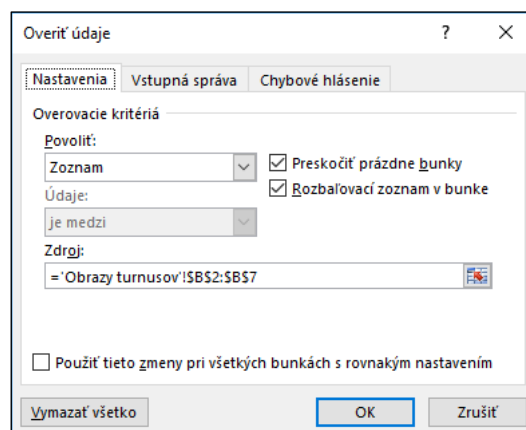 Overiť údaje ?
Nastavenia Vstupná správa Chybové hlásenie
Overovacie kritériá
Povoliť:
Zoznam Preskočiť prázdne bunky
Údaje: Rozbaľovací zoznam v bunke
je medzi
Zdroj:
='Obrazy turnusov'!$B$2:$B$7
Použiť tieto zmeny pri všetkých bunkách s rovnakým nastavením
Vymazať všetko OK Zrušiť